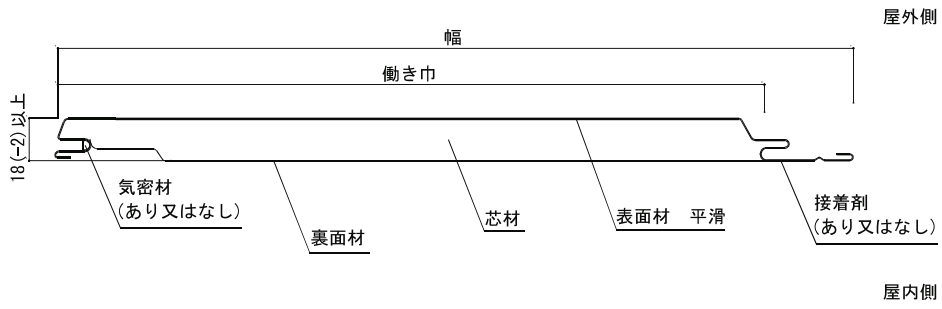 屋外側
幅
働き巾
18(-2)以上
気密材
(あり又はなし)
裏面材
芯材
表面材　平滑
接着剤
(あり又はなし)
屋内側